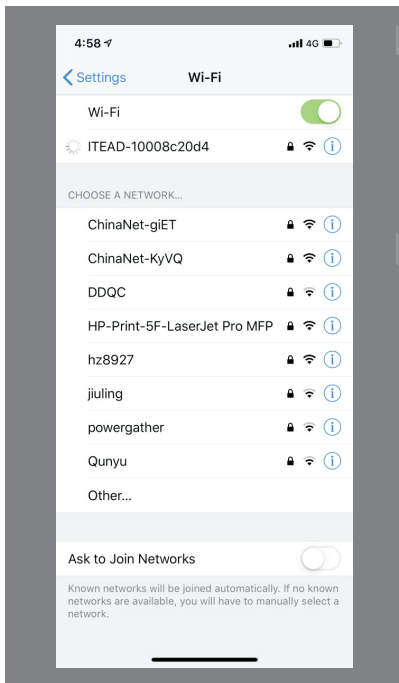 4:58
4G
Settings
Wi-Fi
Wi-Fi
ITEAD-10008c20d4
CHOOSE A NETWORK...
ChinaNet-giET
ChinaNet-KyVQ
DDQC
HP-Print-5F-LaserJet Pro MFP
hz8927
jiuling
powergather
Qunyu
Other...
Ask to Join Networks
Known networks will be joined automatically. If no known
networks are available, you will have to manually select a
network.